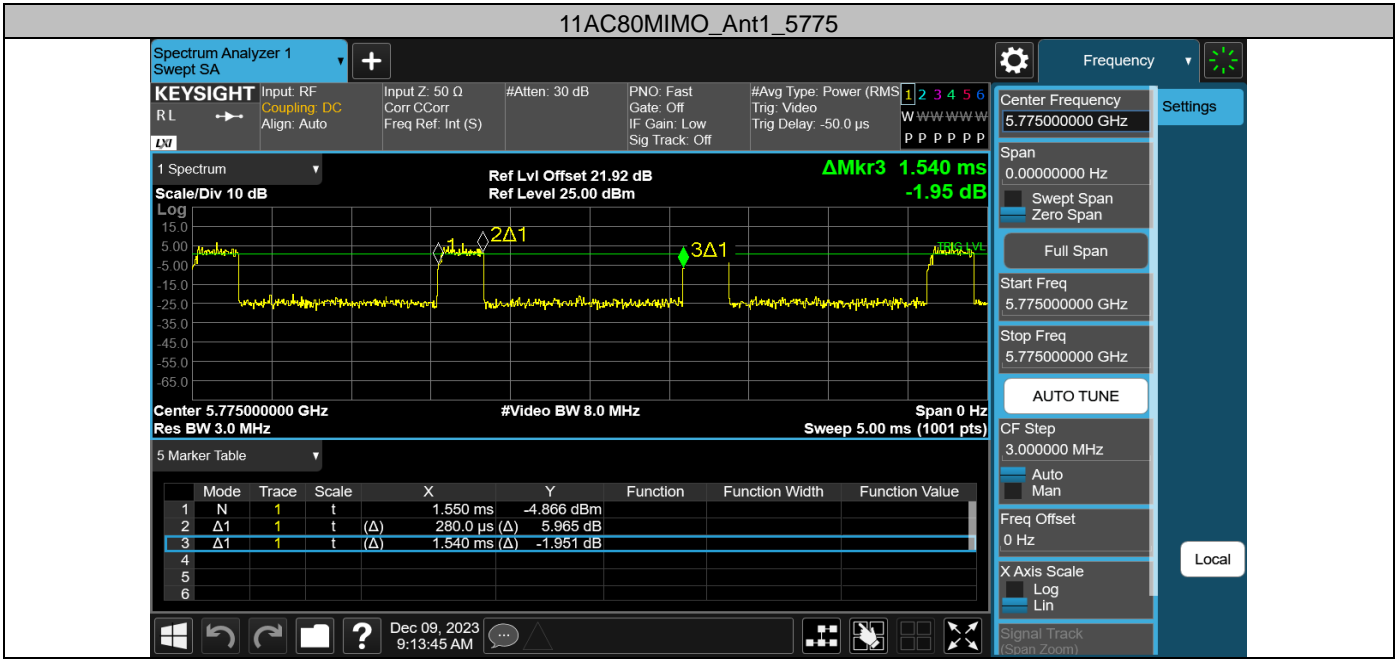 11AC80MIMO_Ant1_5775
Spectrum Analyzer 1
Swept SA
Frequency
KEYSIGHT
RL
LXI
Input: RF
Coupling: DC
Align: Auto
Input Z: 50 Ω
Corr CCorr
Freq Ref: Int (S)
#Atten: 30 dB
PNO: Fast
Gate: Off
IF Gain: Low
Sig Track: Off
#Avg Type: Power (RMS
Trig: Video
Trig Delay: -50.0 µs
1 2 3 4 5 6
W W W W W W
P P P P P P
1 Spectrum
Scale/Div 10 dB
Log
Ref Lvl Offset 21.92 dB
Ref Level 25.00 dBm
ΔMkr3 1.540 ms
-1.95 dB
15.0
5.00
-5.00
-15.0
-25.0
-35.0
-45.0
-55.0
-65.0
1
2Δ1
3Δ1
TRIG LVL
Center 5.775000000 GHz
#Video BW 8.0 MHz
Span 0 Hz
Res BW 3.0 MHz
Sweep 5.00 ms (1001 pts)
5 Marker Table
Mode Trace Scale X Y Function Function Width Function Value
1 N 1 t 1.550 ms -4.866 dBm
2 Δ1 1 t (Δ) 280.0 µs (Δ) 5.965 dB
3 Δ1 1 t (Δ) 1.540 ms (Δ) -1.951 dB
4
5
6
Dec 09, 2023
9:13:45 AM
Center Frequency
5.775000000 GHz
Span
0.00000000 Hz
Swept Span
Zero Span
Full Span
Start Freq
5.775000000 GHz
Stop Freq
5.775000000 GHz
AUTO TUNE
CF Step
3.000000 MHz
Auto
Man
Freq Offset
0 Hz
X Axis Scale
Log
Lin
Signal Track
(Span Zoom)
Settings
Local